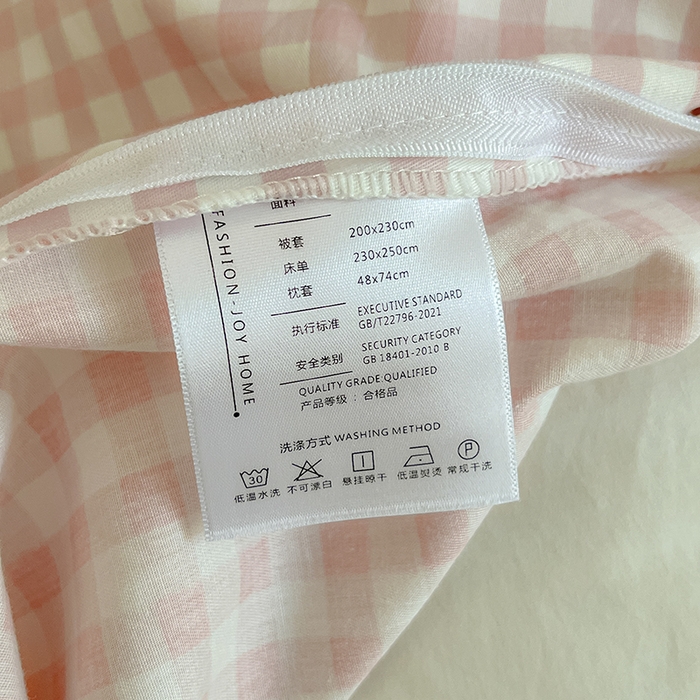 面料
FASHION-JOY HOME
被套 200x230cm
床单 230x250cm
枕套 48x74cm
执行标准 EXECUTIVE STANDARD
GB/T22796-2021
安全类别 SECURITY CATEGORY
GB 18401-2010 B
QUALITY GRADE:QUALIFIED
产品等级：合格品
洗涤方式 WASHING METHOD
30 P
低温水洗 不可漂白 悬挂晾干 低温熨烫 常规干洗